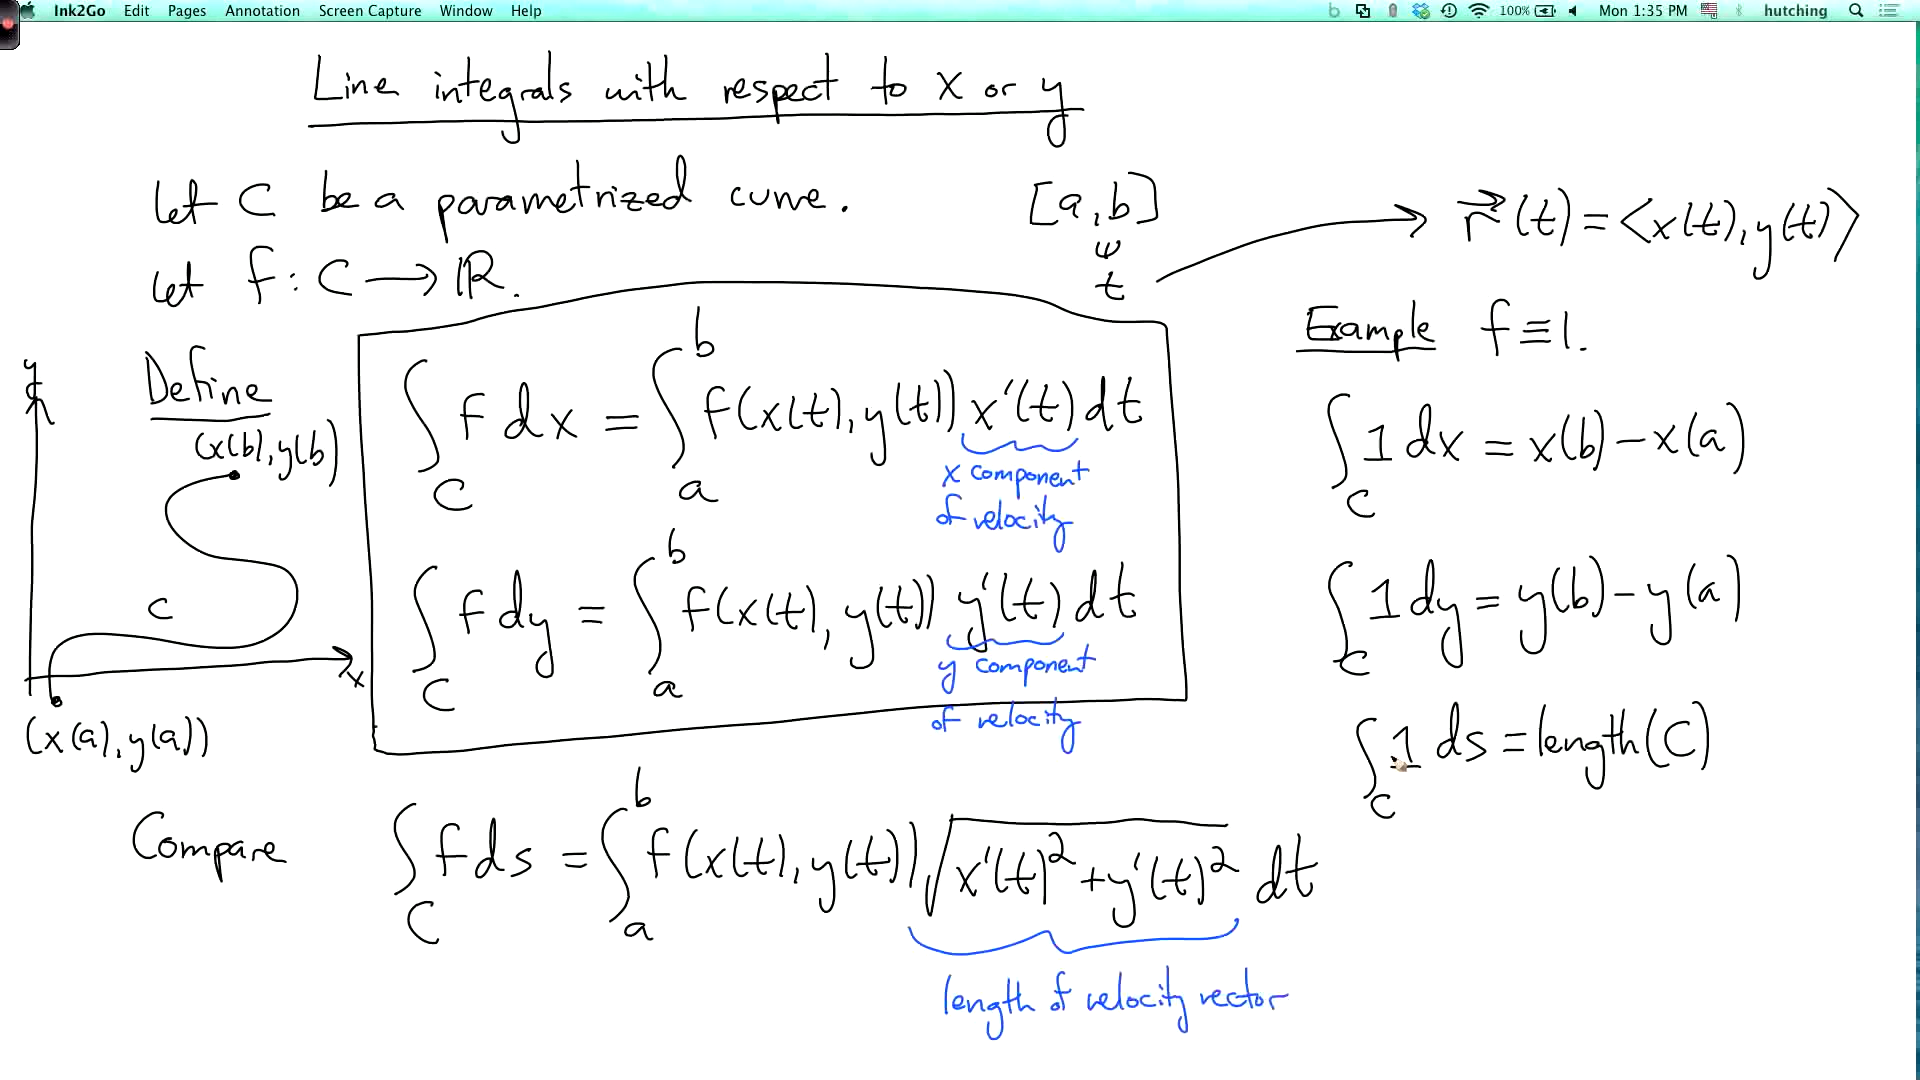 Ink2Go Edit Pages Annotation Screen Capture Window Help 100% Mon 1:35 PM hutching
Line integrals with respect to x or y
Let C be a parametrized curve.
[a,b]
ψ
t
r⃗(t) = ⟨x(t), y(t)⟩
Let f : C ⟶ ℝ.
Define
∫_C f dx = ∫_a^b f(x(t), y(t)) x'(t) dt
x component
of velocity
∫_C f dy = ∫_a^b f(x(t), y(t)) y'(t) dt
y component
of velocity
y
(x(b), y(b)
C
x
(x(a), y(a))
Compare
∫_C f ds = ∫_a^b f(x(t), y(t)) √(x'(t)² + y'(t)²) dt
length of velocity vector
Example f ≡ 1.
∫_C 1 dx = x(b) − x(a)
∫_C 1 dy = y(b) − y(a)
∫_C 1 ds = length(C)